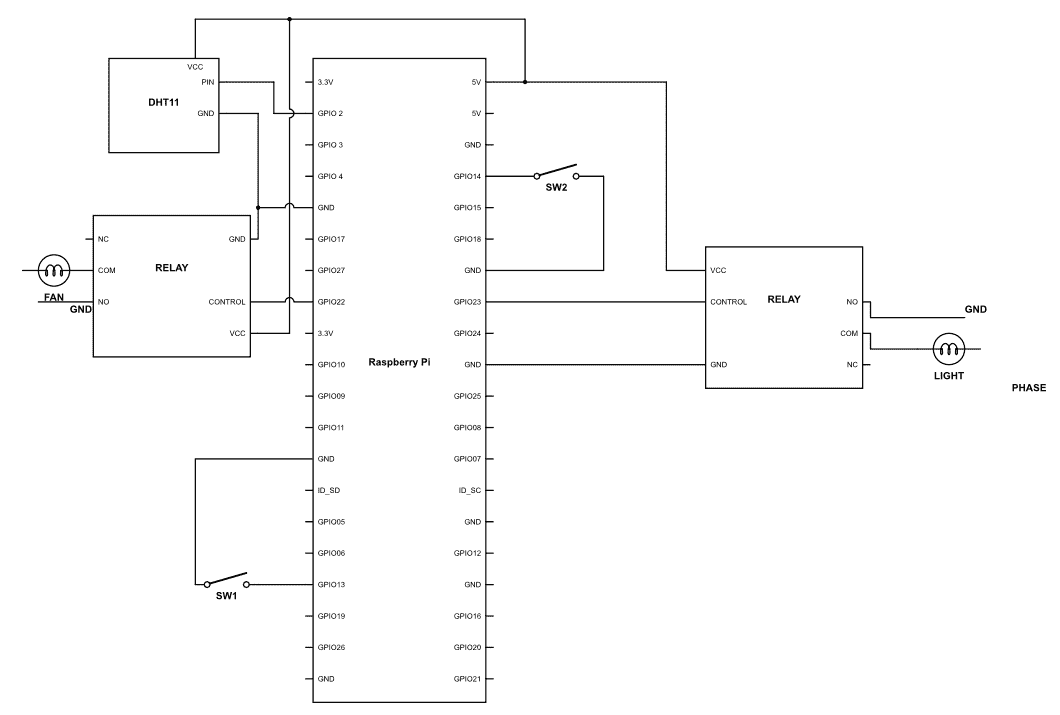 VCC
PIN
DHT11
GND
NC
GND
COM
RELAY
FAN
NO
CONTROL
GND
VCC
3.3V
5V
GPIO 2
5V
GPIO 3
GND
GPIO 4
GPIO14
GND
GPIO15
GPIO17
GPIO18
GPIO27
GND
GPIO22
GPIO23
3.3V
GPIO24
Raspberry Pi
GPIO10
GND
GPIO09
GPIO25
GPIO11
GPIO08
GND
GPIO07
ID_SD
ID_SC
GPIO05
GND
GPIO06
GPIO12
GPIO13
GND
GPIO19
GPIO16
GPIO26
GPIO20
GND
GPIO21
SW1
SW2
VCC
CONTROL
RELAY
NO
GND
COM
GND
NC
LIGHT
PHASE